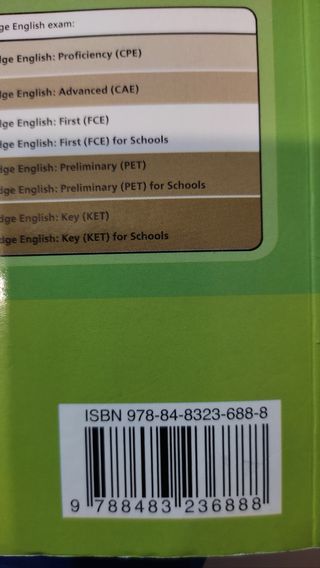 ge English exam:
dge English: Proficiency (CPE)
dge English: Advanced (CAE)
dge English: First (FCE)
dge English: First (FCE) for Schools
dge English: Preliminary (PET)
dge English: Preliminary (PET) for Schools
dge English: Key (KET)
dge English: Key (KET) for Schools
ISBN 978-84-8323-688-8
9 788483 236888